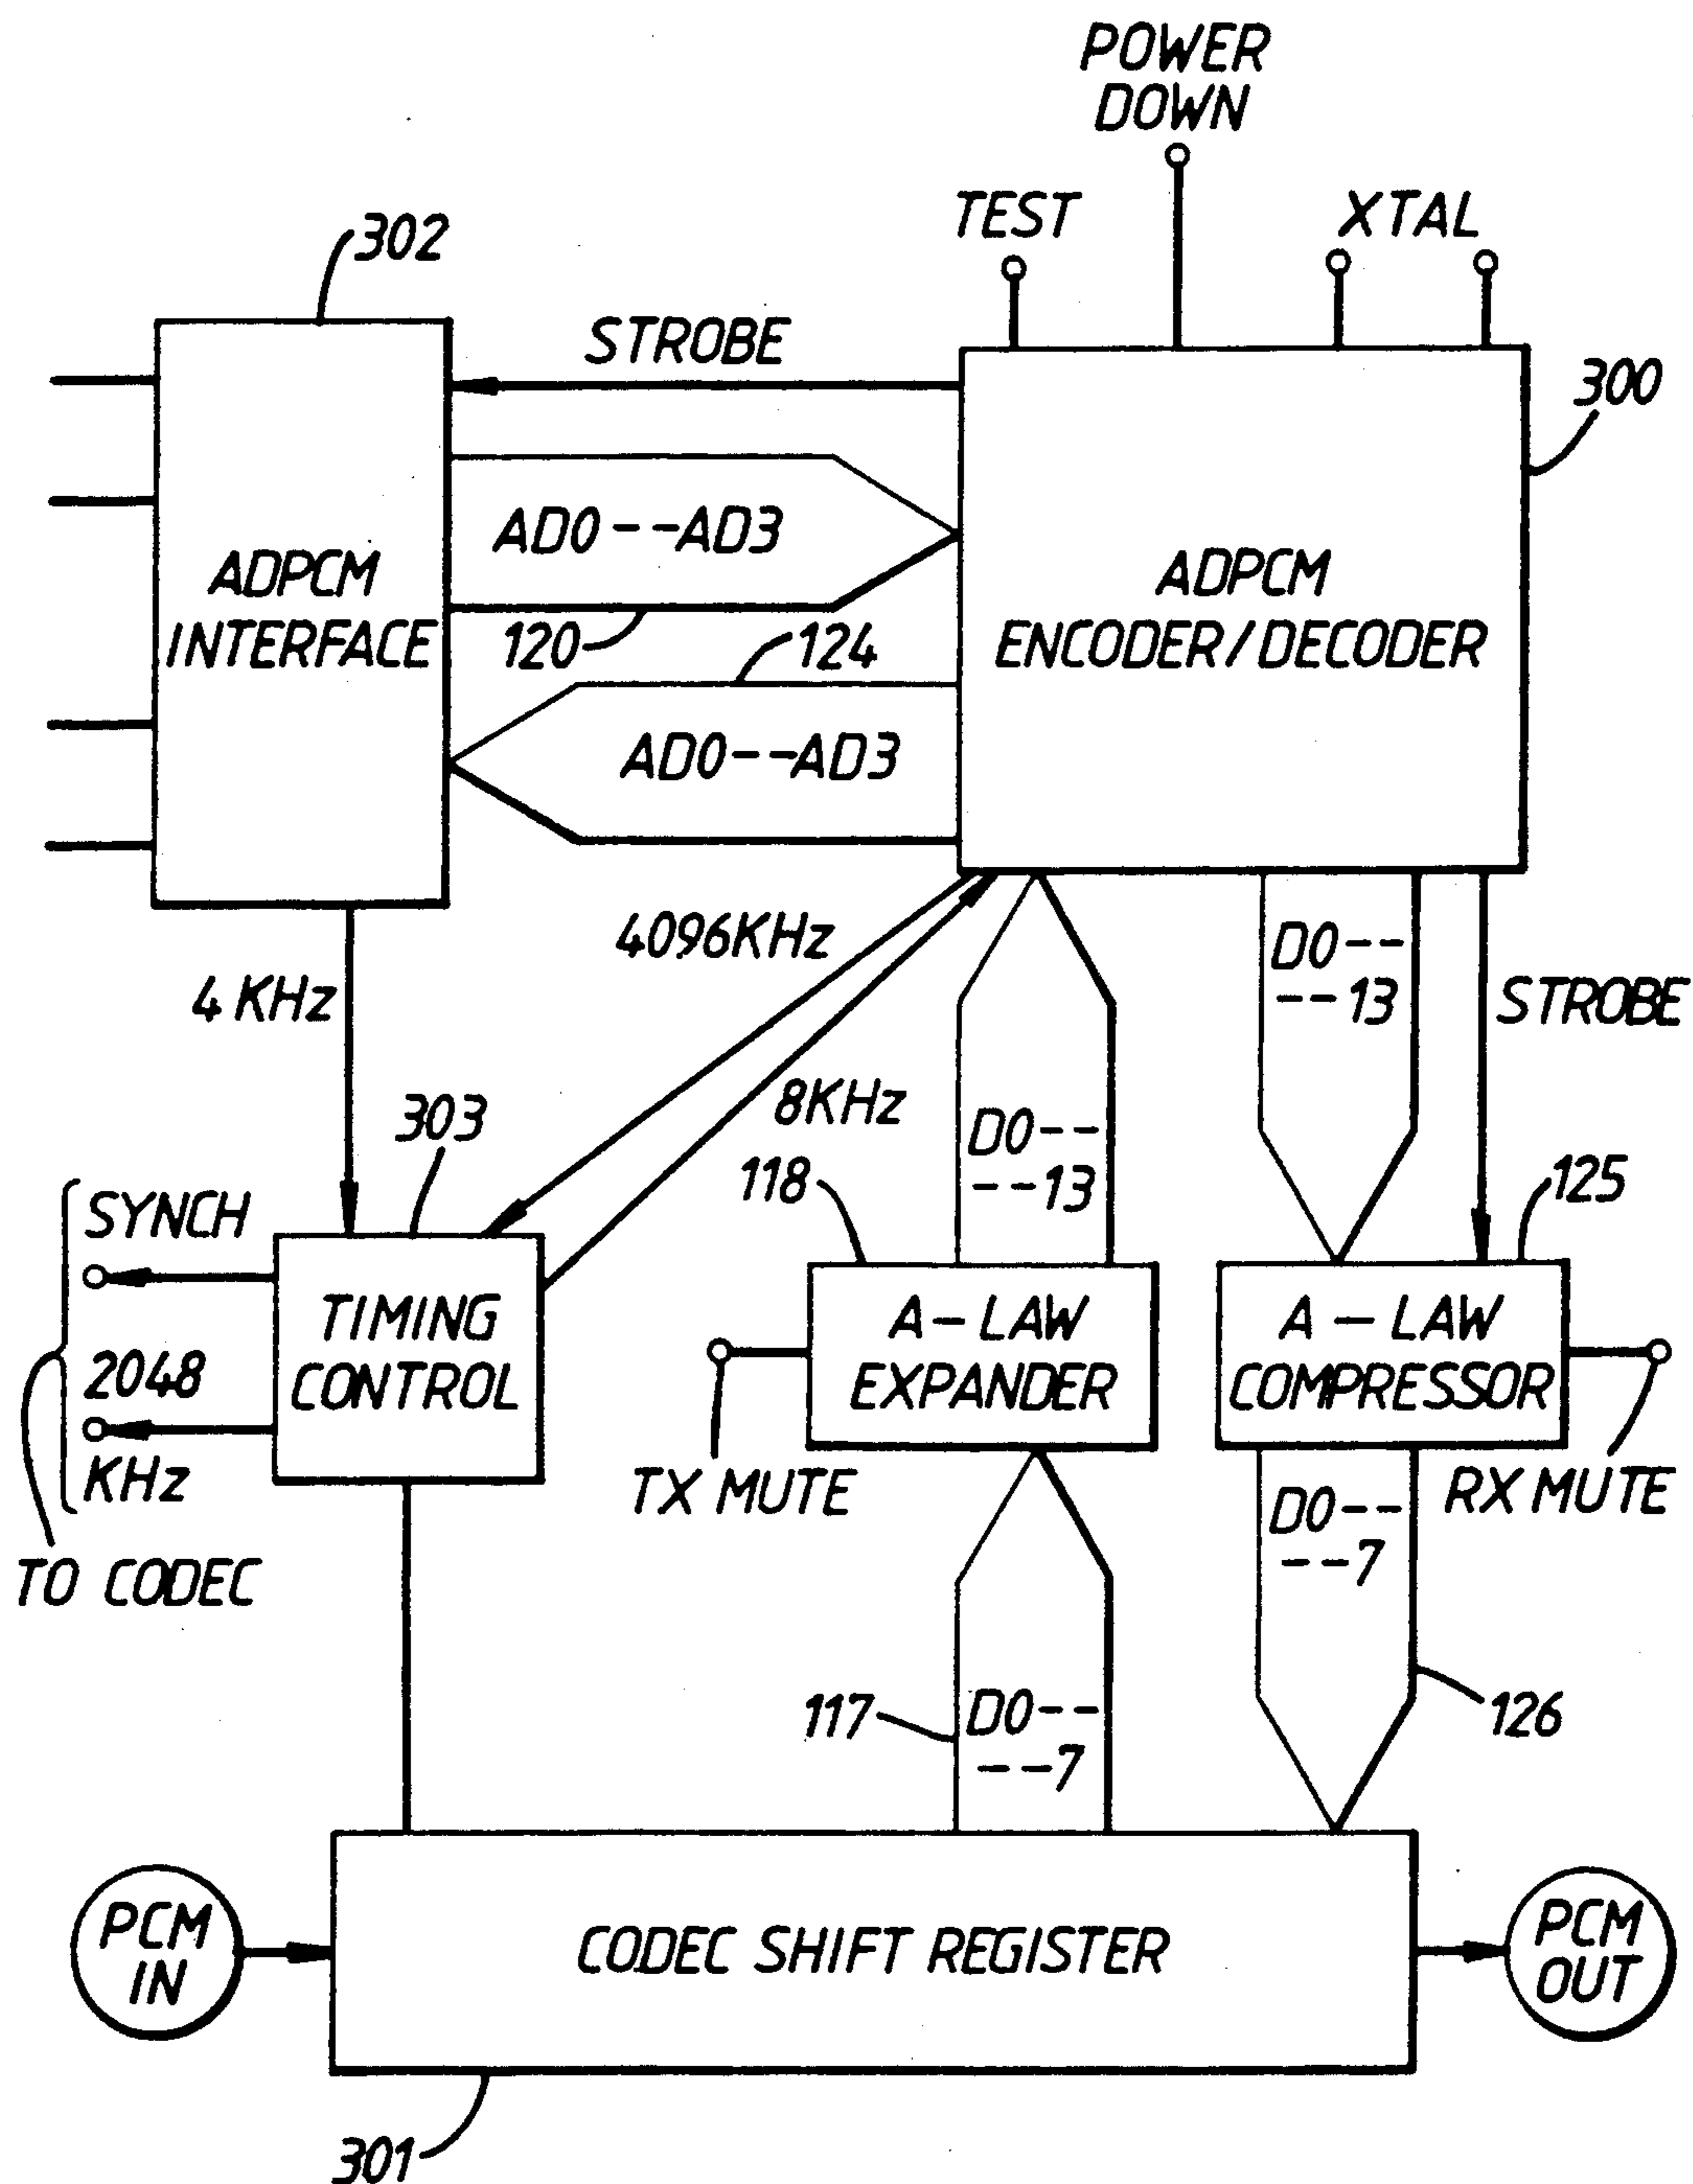 POWER
DOWN
TEST
XTAL
302
STROBE
300
AD0--AD3
ADPCM
INTERFACE
ADPCM
ENCODER/DECODER
120
124
AD0--AD3
4096KHz
D0--
--13
4 KHz
STROBE
8KHz
303
D0--
--13
118
125
SYNCH
TIMING
CONTROL
A-LAW
EXPANDER
A-LAW
COMPRESSOR
2048
KHz
TX MUTE
D0--
--7
RX MUTE
TO CODEC
117
D0--
--7
126
PCM
IN
CODEC SHIFT REGISTER
PCM
OUT
301